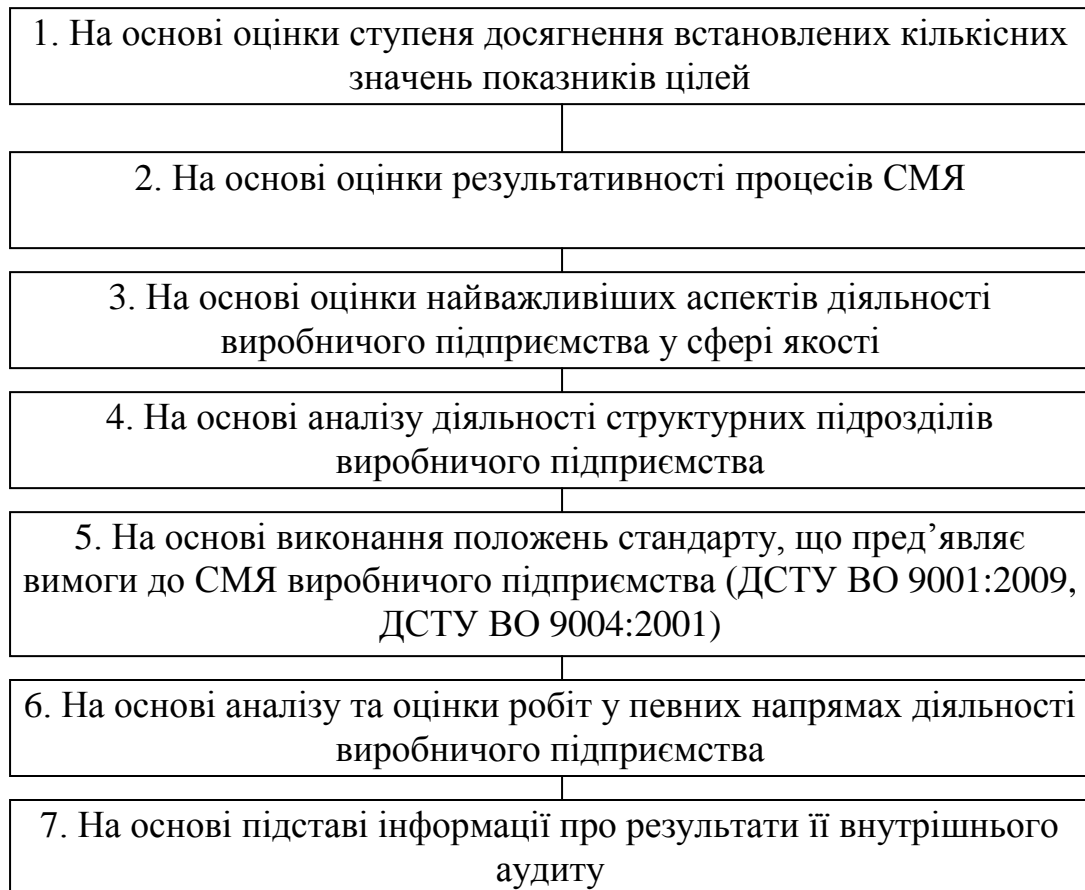 1. На основі оцінки ступеня досягнення встановлених кількісних
значень показників цілей
2. На основі оцінки результативності процесів СМЯ
3. На основі оцінки найважливіших аспектів діяльності
виробничого підприємства у сфері якості
4. На основі аналізу діяльності структурних підрозділів
виробничого підприємства
5. На основі виконання положень стандарту, що пред’являє
вимоги до СМЯ виробничого підприємства (ДСТУ ВО 9001:2009,
ДСТУ ВО 9004:2001)
6. На основі аналізу та оцінки робіт у певних напрямах діяльності
виробничого підприємства
7. На основі підставі інформації про результати її внутрішнього
аудиту